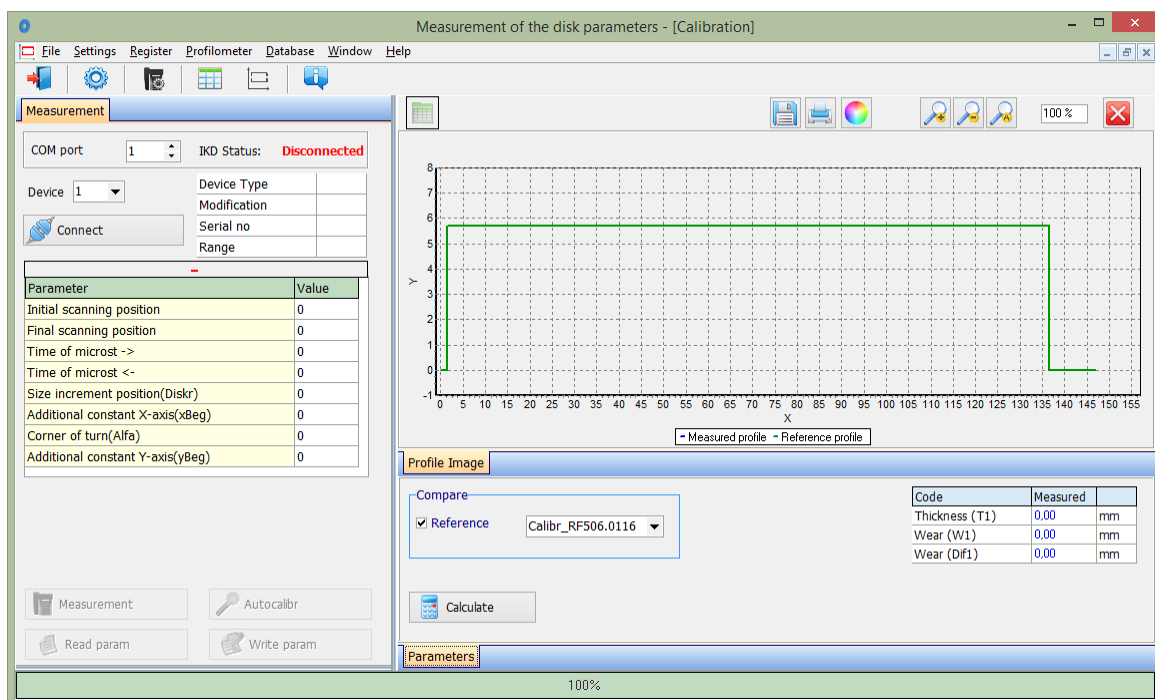 Measurement of the disk parameters - [Calibration]
File Settings Register Profilometer Database Window Help
Measurement
COM port 1 IKD Status: Disconnected
Device 1
Connect
Device Type
Modification
Serial no
Range
-
Parameter Value
Initial scanning position 0
Final scanning position 0
Time of microst -> 0
Time of microst <- 0
Size increment position(Diskr) 0
Additional constant X-axis(xBeg) 0
Corner of turn(Alfa) 0
Additional constant Y-axis(yBeg) 0
Measurement Autocalibr
Read param Write param
100 %
8
7
6
5
4
3
2
1
0
-1
Y
0 5 10 15 20 25 30 35 40 45 50 55 60 65 70 75 80 85 90 95 100 105 110 115 120 125 130 135 140 145 150 155
X
Measured profile Reference profile
Profile Image
Compare
Reference Calibr_RF506.0116
Code Measured
Thickness (T1) 0,00 mm
Wear (W1) 0,00 mm
Wear (Dif1) 0,00 mm
Calculate
Parameters
100%